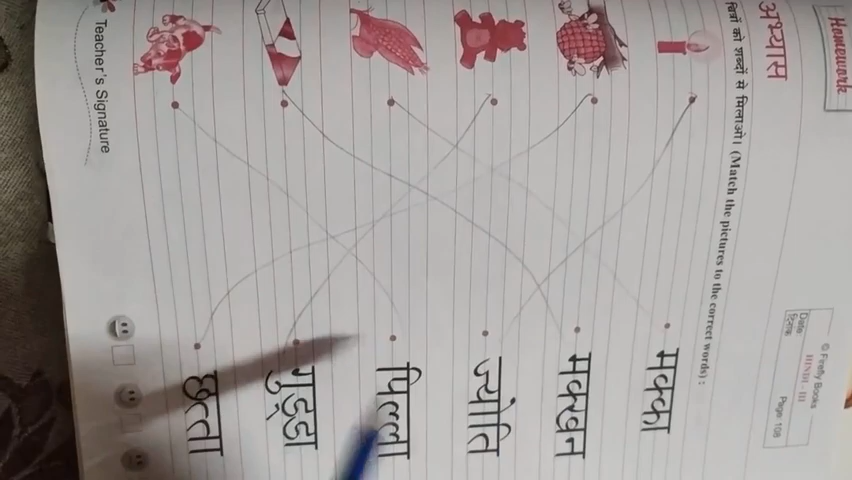 Homework
© Firefly Books
HINDI - III
Date:
दिनांक:
Page: 108
अभ्यास
चित्रों को शब्दों से मिलाओ। (Match the pictures to the correct words) :
मक्का
मक्खन
ज्योति
पिल्ला
गुड्डा
छत्ता
Teacher's Signature